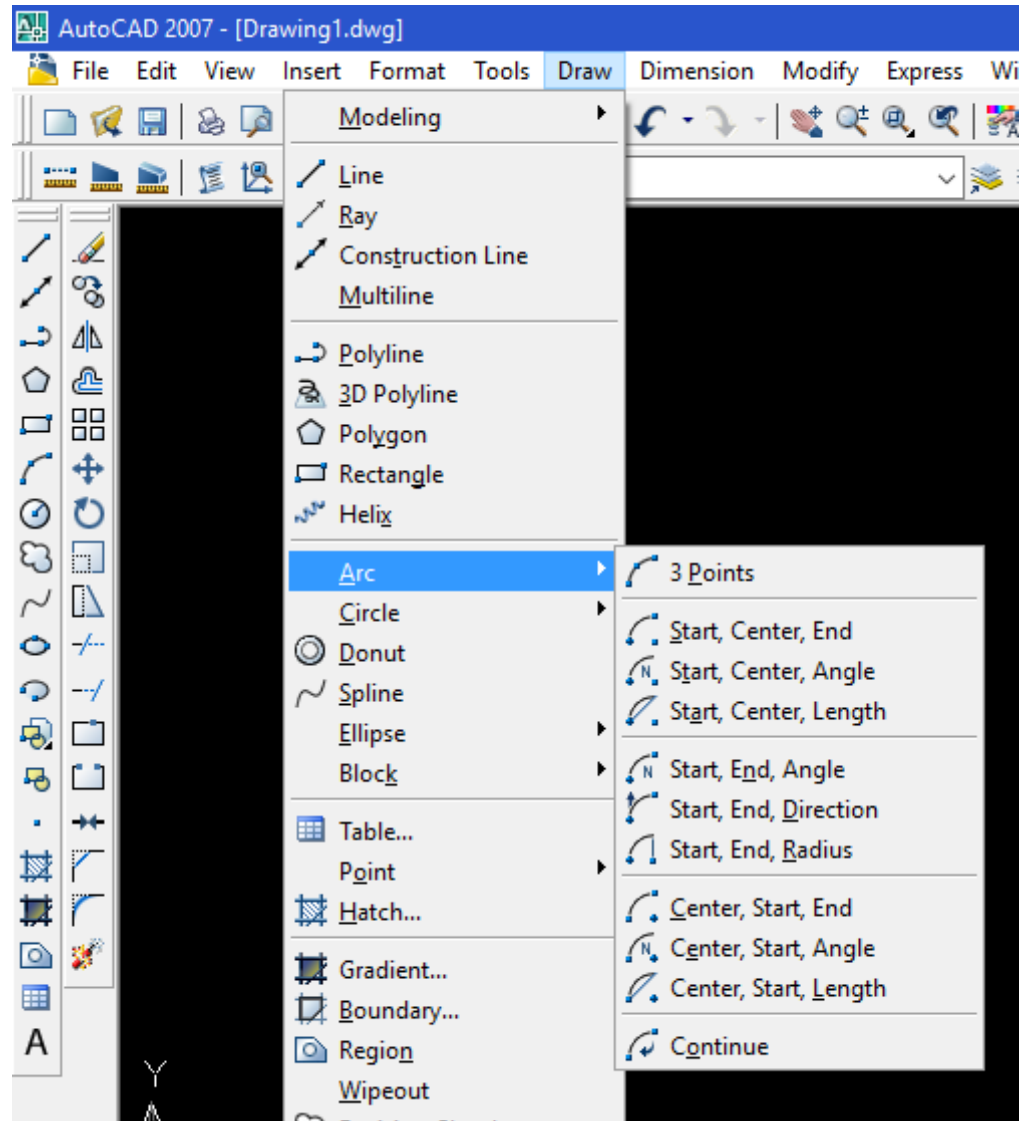 AutoCAD 2007 - [Drawing1.dwg]
File Edit View Insert Format Tools Draw Dimension Modify Express Wi
Modeling
Line
Ray
Construction Line
Multiline
Polyline
3D Polyline
Polygon
Rectangle
Helix
Arc
3 Points
Circle
Start, Center, End
Donut
Start, Center, Angle
Spline
Start, Center, Length
Ellipse
Start, End, Angle
Block
Start, End, Direction
Table...
Start, End, Radius
Point
Center, Start, End
Hatch...
Center, Start, Angle
Gradient...
Center, Start, Length
Boundary...
Continue
Region
A
Y
Wipeout